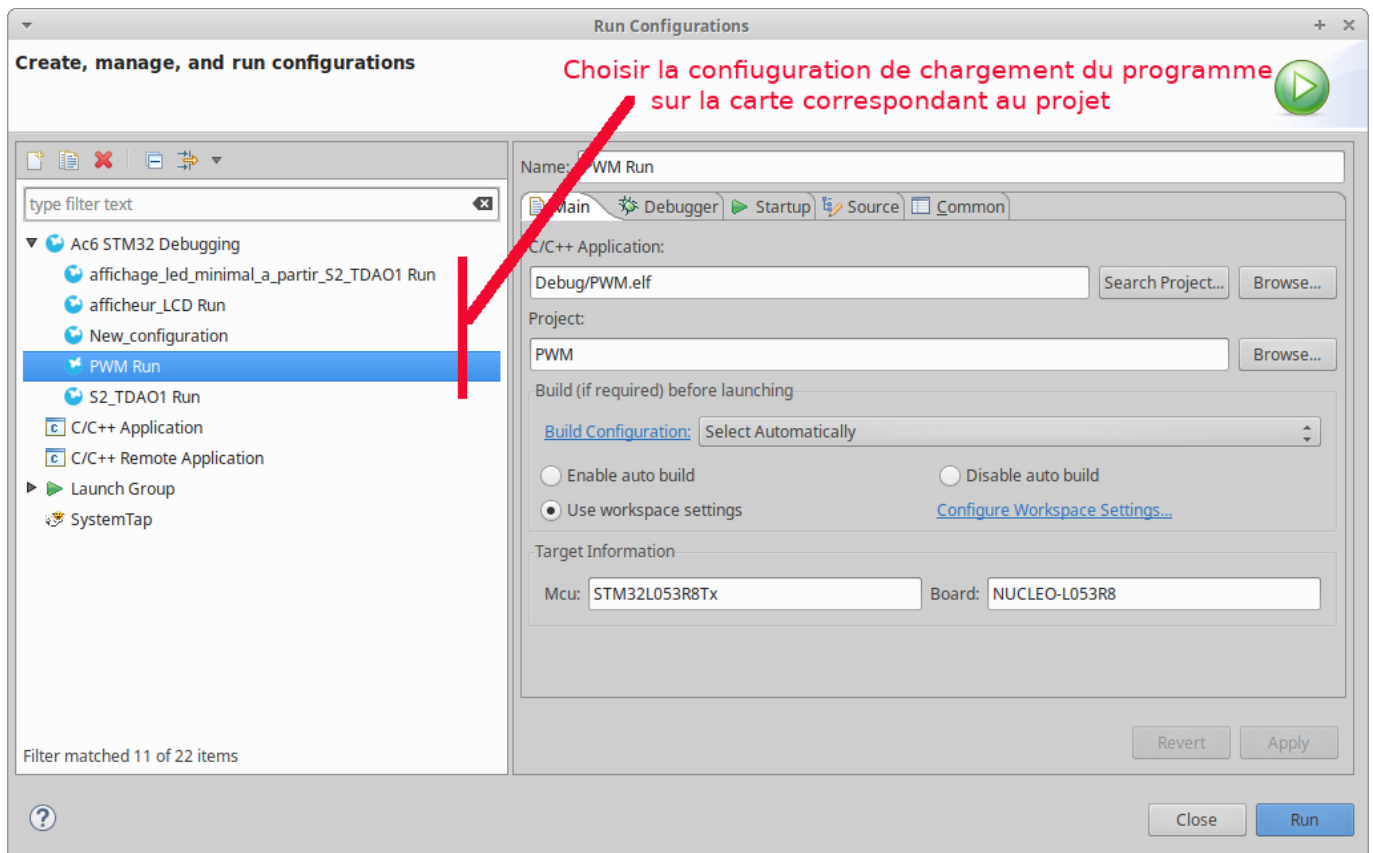 Run Configurations
Create, manage, and run configurations
Choisir la confiuguration de chargement du programme
sur la carte correspondant au projet
type filter text
Ac6 STM32 Debugging
affichage_led_minimal_a_partir_S2_TDAO1 Run
afficheur_LCD Run
New_configuration
PWM Run
S2_TDAO1 Run
C/C++ Application
C/C++ Remote Application
Launch Group
SystemTap
Filter matched 11 of 22 items
Name: PWM Run
Main Debugger Startup Source Common
C/C++ Application:
Debug/PWM.elf Search Project... Browse...
Project:
PWM Browse...
Build (if required) before launching
Build Configuration: Select Automatically
Enable auto build Disable auto build
Use workspace settings Configure Workspace Settings...
Target Information
Mcu: STM32L053R8Tx Board: NUCLEO-L053R8
Revert Apply
Close Run